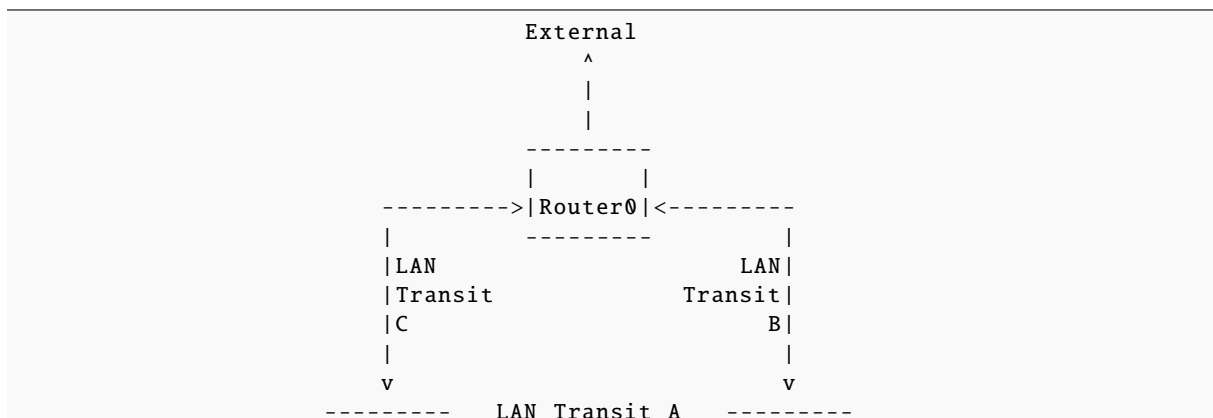 External
^
|
|
---------
| |
--------->|Router0|<---------
| --------- |
|LAN LAN|
|Transit Transit|
|C B|
| |
v v
--------- LAN Transit A ---------